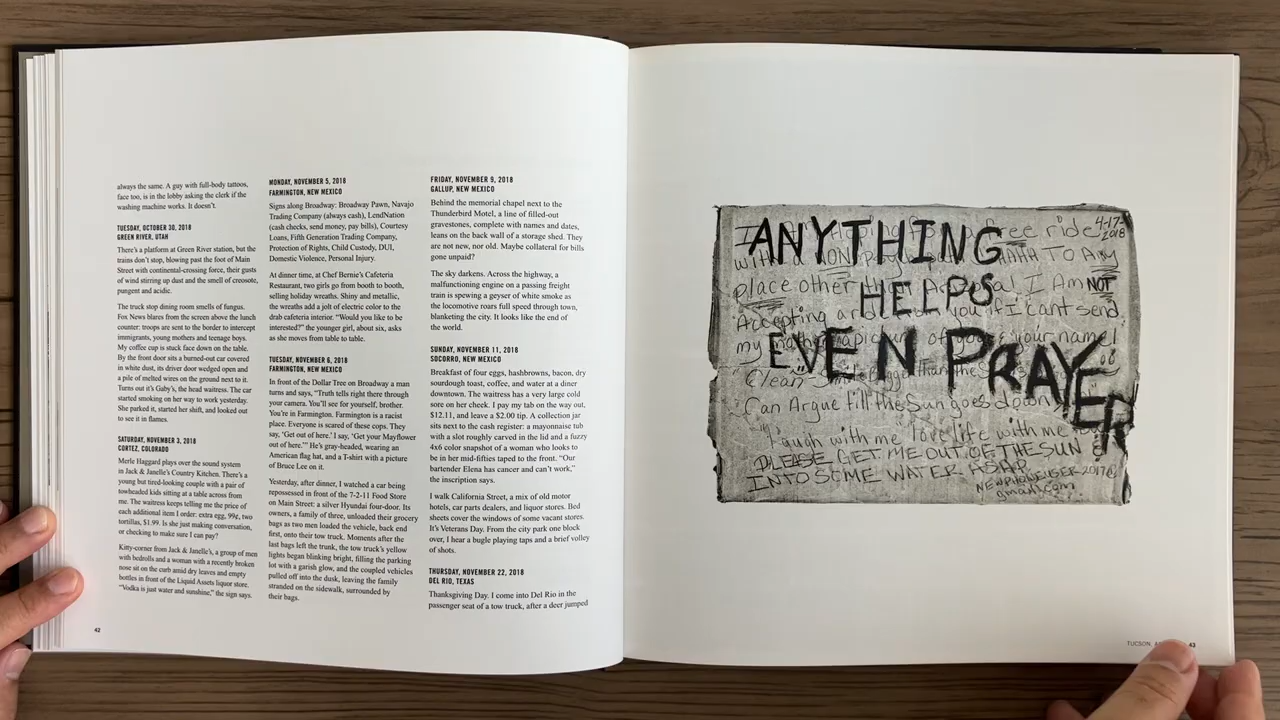 always the same. A guy with full-body tattoos,
face too, is in the lobby asking the clerk if the
washing machine works. It doesn't.
TUESDAY, OCTOBER 30, 2018
GREEN RIVER, UTAH
There's a platform at Green River station, but the
trains don't stop, blowing past the foot of Main
Street with continental-crossing force, their gusts
of wind stirring up dust and the smell of creosote,
pungent and acidic.
The truck stop dining room smells of fungus.
Fox News blares from the screen above the lunch
counter: troops are sent to the border to intercept
immigrants, young mothers and teenage boys.
My coffee cup is stuck face down on the table.
By the front door sits a burned-out car covered
in white dust, its driver door wedged open and
a pile of melted wires on the ground next to it.
Turns out it's Gaby's, the head waitress. The car
started smoking on her way to work yesterday.
She parked it, started her shift, and looked out
to see it in flames.
SATURDAY, NOVEMBER 3, 2018
CORTEZ, COLORADO
Merle Haggard plays over the sound system
in Jack & Janelle's Country Kitchen. There's a
young but tired-looking couple with a pair of
towheaded kids sitting at a table across from
me. The waitress keeps telling me the price of
each additional item I order: extra egg, 99¢, two
tortillas, $1.99. Is she just making conversation,
or checking to make sure I can pay?
Kitty-corner from Jack & Janelle's, a group of men
with bedrolls and a woman with a recently broken
nose sit on the curb amid dry leaves and empty
bottles in front of the Liquid Assets liquor store.
"Vodka is just water and sunshine," the sign says.
42
MONDAY, NOVEMBER 5, 2018
FARMINGTON, NEW MEXICO
Signs along Broadway: Broadway Pawn, Navajo
Trading Company (always cash), LendNation
(cash checks, send money, pay bills), Courtesy
Loans, Fifth Generation Trading Company,
Protection of Rights, Child Custody, DUI,
Domestic Violence, Personal Injury.
At dinner time, at Chef Bernie's Cafeteria
Restaurant, two girls go from booth to booth,
selling holiday wreaths. Shiny and metallic,
the wreaths add a jolt of electric color to the
drab cafeteria interior. "Would you like to be
interested?" the younger girl, about six, asks
as she moves from table to table.
TUESDAY, NOVEMBER 6, 2018
FARMINGTON, NEW MEXICO
In front of the Dollar Tree on Broadway a man
turns and says, "Truth tells right there through
your camera. You'll see for yourself, brother.
You're in Farmington. Farmington is a racist
place. Everyone is scared of these cops. They
say, 'Get out of here.' I say, 'Get your Mayflower
out of here.'" He's gray-headed, wearing an
American flag hat, and a T-shirt with a picture
of Bruce Lee on it.
Yesterday, after dinner, I watched a car being
repossessed in front of the 7-2-11 Food Store
on Main Street: a silver Hyundai four-door. Its
owners, a family of three, unloaded their grocery
bags as two men loaded the vehicle, back end
first, onto their tow truck. Moments after the
last bags left the trunk, the tow truck's yellow
lights began blinking bright, filling the parking
lot with a garish glow, and the coupled vehicles
pulled off into the dusk, leaving the family
stranded on the sidewalk, surrounded by
their bags.
FRIDAY, NOVEMBER 9, 2018
GALLUP, NEW MEXICO
Behind the memorial chapel next to the
Thunderbird Motel, a line of filled-out
gravestones, complete with names and dates,
leans on the back wall of a storage shed. They
are not new, nor old. Maybe collateral for bills
gone unpaid?
The sky darkens. Across the highway, a
malfunctioning engine on a passing freight
train is spewing a geyser of white smoke as
the locomotive roars full speed through town,
blanketing the city. It looks like the end of
the world.
SUNDAY, NOVEMBER 11, 2018
SOCORRO, NEW MEXICO
Breakfast of four eggs, hashbrowns, bacon, dry
sourdough toast, coffee, and water at a diner
downtown. The waitress has a very large cold
sore on her cheek. I pay my tab on the way out,
$12.11, and leave a $2.00 tip. A collection jar
sits next to the cash register: a mayonnaise tub
with a slot roughly carved in the lid and a fuzzy
4x6 color snapshot of a woman who looks to
be in her mid-fifties taped to the front. "Our
bartender Elena has cancer and can't work,"
the inscription says.
I walk California Street, a mix of old motor
hotels, car parts dealers, and liquor stores. Bed
sheets cover the windows of some vacant stores.
It's Veterans Day. From the city park one block
over, I hear a bugle playing taps and a brief volley
of shots.
THURSDAY, NOVEMBER 22, 2018
DEL RIO, TEXAS
Thanksgiving Day. I come into Del Rio in the
passenger seat of a tow truck, after a deer jumped
ANYTHING
HELPS
EVEN PRAYER
free ride 4-17-2018
TO Any
place other than I Am NOT
Accepting you if I cant send
my your name!
"Clean" than the
Can Argue till the Sun goes down
Laugh with me love life with me
PLEASE GET ME OUT OF THE SUN
INTO SOME WATER. ASAP
2017@
gmail.com
TUCSON, 43